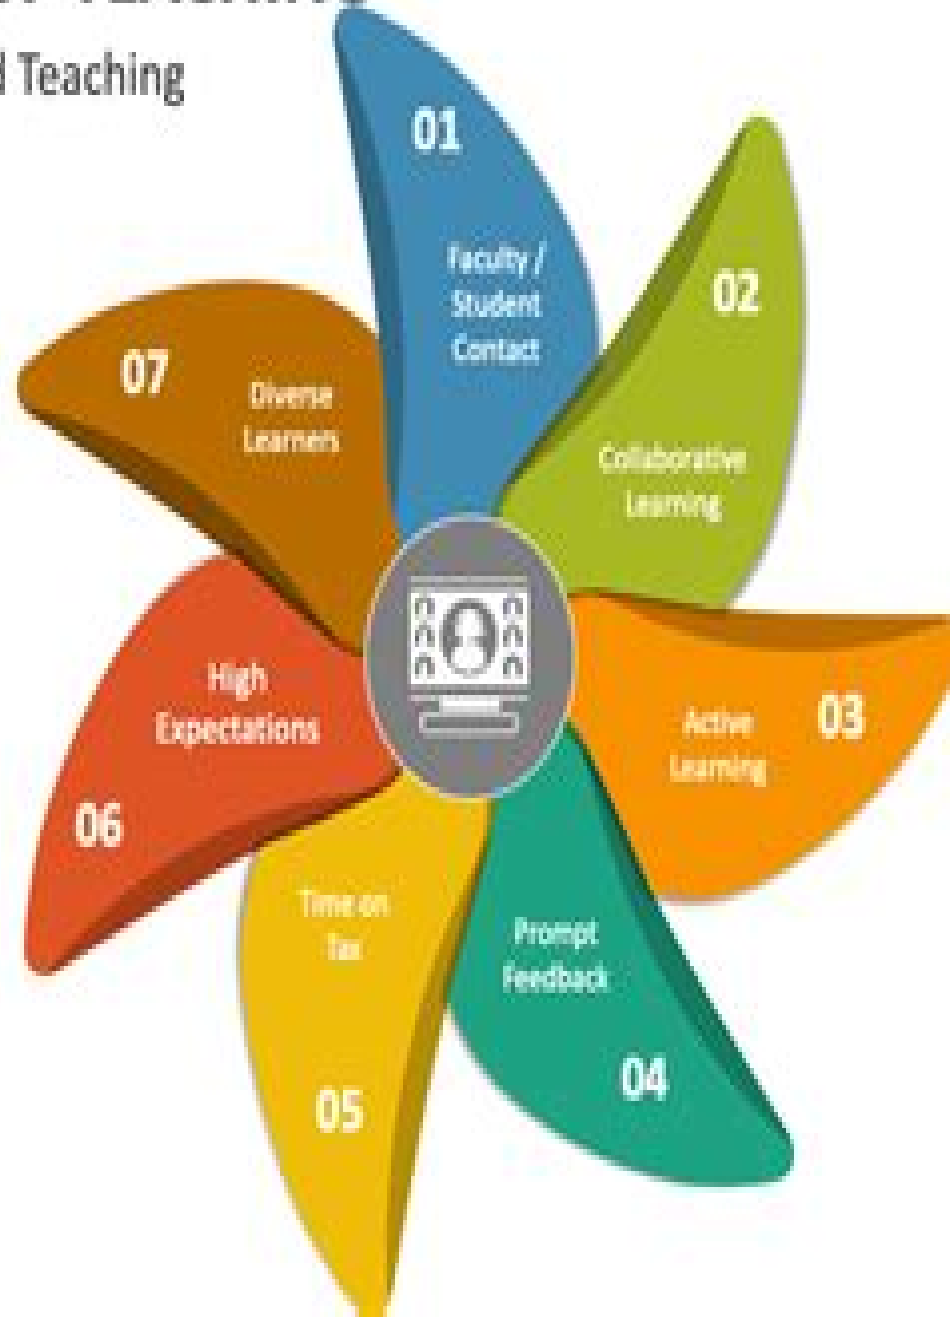 Teaching
01
Faculty /
Student
Contact
02
Collaborative
Learning
03
Active
Learning
Prompt
Feedback
04
Time on
Tax
05
High
Expectations
06
07
Diverse
Learners